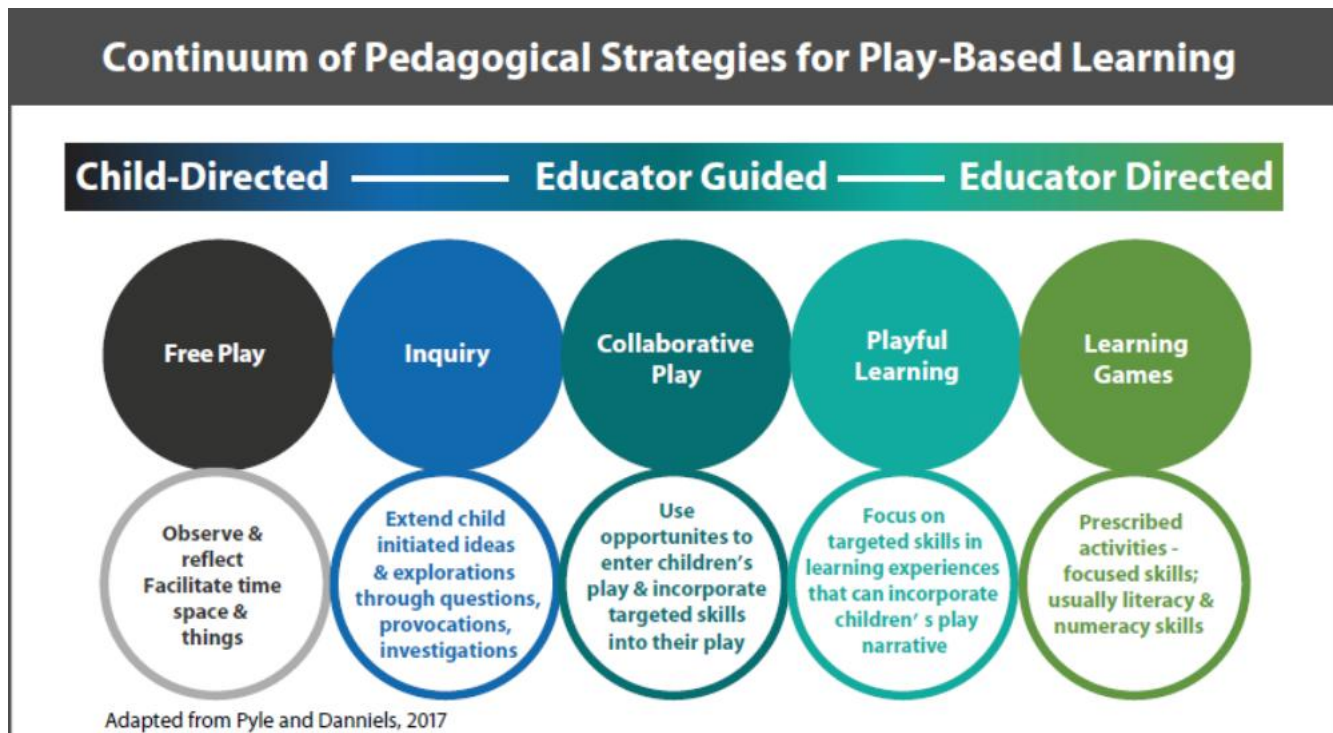 Continuum of Pedagogical Strategies for Play-Based Learning
Child-Directed
Educator Guided
Educator Directed
Free Play
Inquiry
Collaborative
Play
Playful
Learning
Learning
Games
Observe &
reflect
Facilitate time
space &
things
Extend child
initiated ideas
& explorations
through questions,
provocations,
investigations
Use
opportunites to
enter children's
play & incorporate
targeted skills
into their play
Focus on
targeted skills in
learning experiences
that can incorporate
children' s play
narrative
Prescribed
activities -
focused skills;
usually literacy &
numeracy skills
Adapted from Pyle and Danniels, 2017